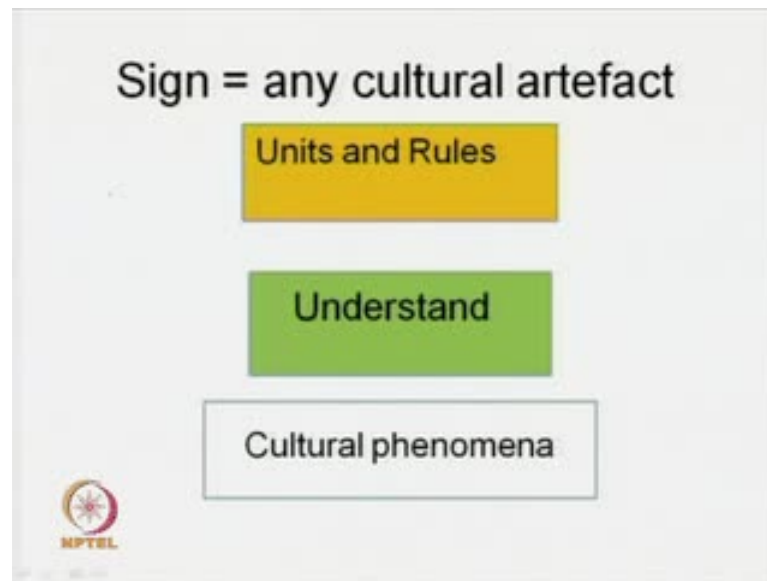 Sign = any cultural artefact
Units and Rules
Understand
Cultural phenomena
NPTEL